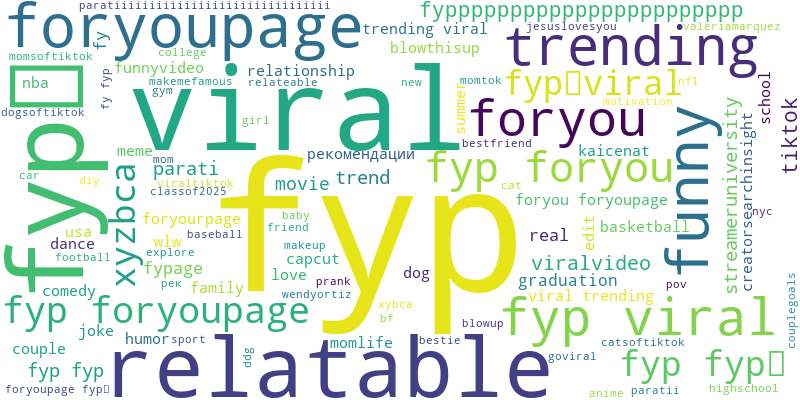 paratiiiiiiiiiiiiiiiiiiiiiiiiiiiiii
fyppppppppppppppppppppppp
foryoupage
fy
trending viral
jesuslovesyou
valeriamarquez
trending
momsoftiktok
college
blowthisup
funnyvideo
relationship
nba
makemefamous
relateable
new
momtok
fyp▯viral
nfl
gym
fy fyp
summer
motivation
school
dogsoftiktok
viral
foryou
girl
tiktok
fyp
bestfriend
funny
meme
рекомендации
kaicenat
streameruniversity
creatorsearchinsight
mom
parati
fyp foryou
car
diy
viraltiktok
movie
trend
cat
xyzbca
classof2025
fyp
foryou foryoupage
nyc
foryourpage
baby
friend
edit
basketball
usa
wlw
baseball
real
dance
explore
makeup
football
capcut
viralvideo
fypage
love
dog
graduation
рек
family
prank
pov
comedy
wendyortiz
viral trending
couplegoals
fyp foryoupage
xybca
bf
fyp viral
joke
humor
sport
momlife
bestie
blowup
catsoftiktok
couple
relatable
ddg
goviral
fyp fyp
fyp fyp▯
foryoupage fyp▯
anime
paratii
highschool